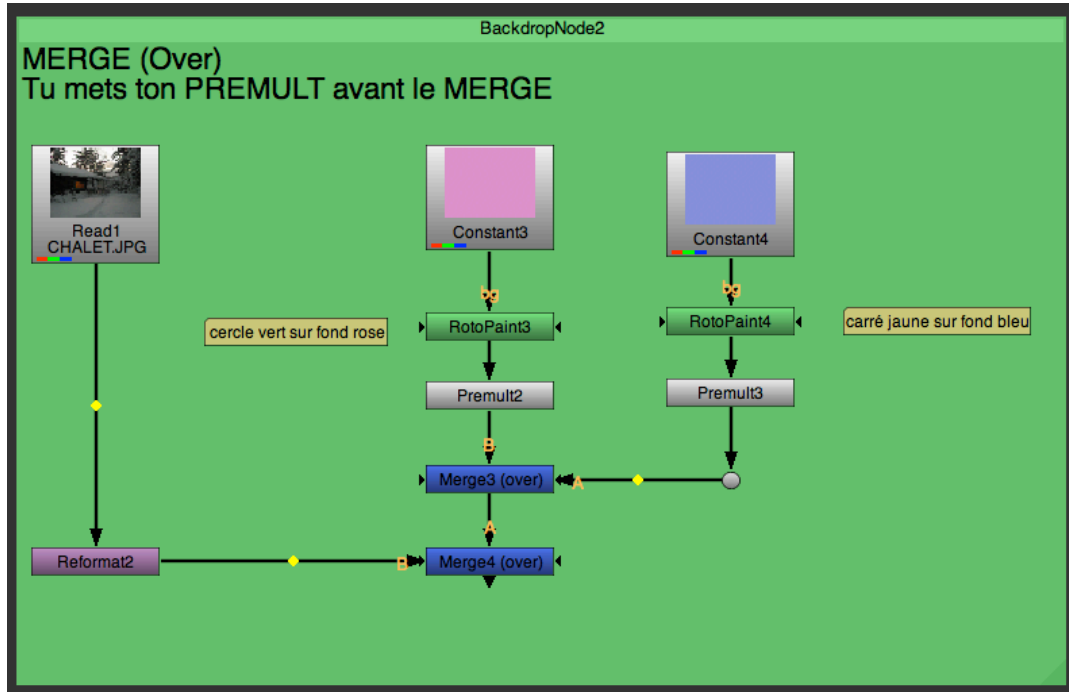 BackdropNode2
MERGE (Over)
Tu mets ton PREMULT avant le MERGE
Read1
CHALET.JPG
Constant3
Constant4
bg
bg
cercle vert sur fond rose
RotoPaint3
RotoPaint4
carré jaune sur fond bleu
Premult2
Premult3
B
Merge3 (over)
A
A
Reformat2
B
Merge4 (over)